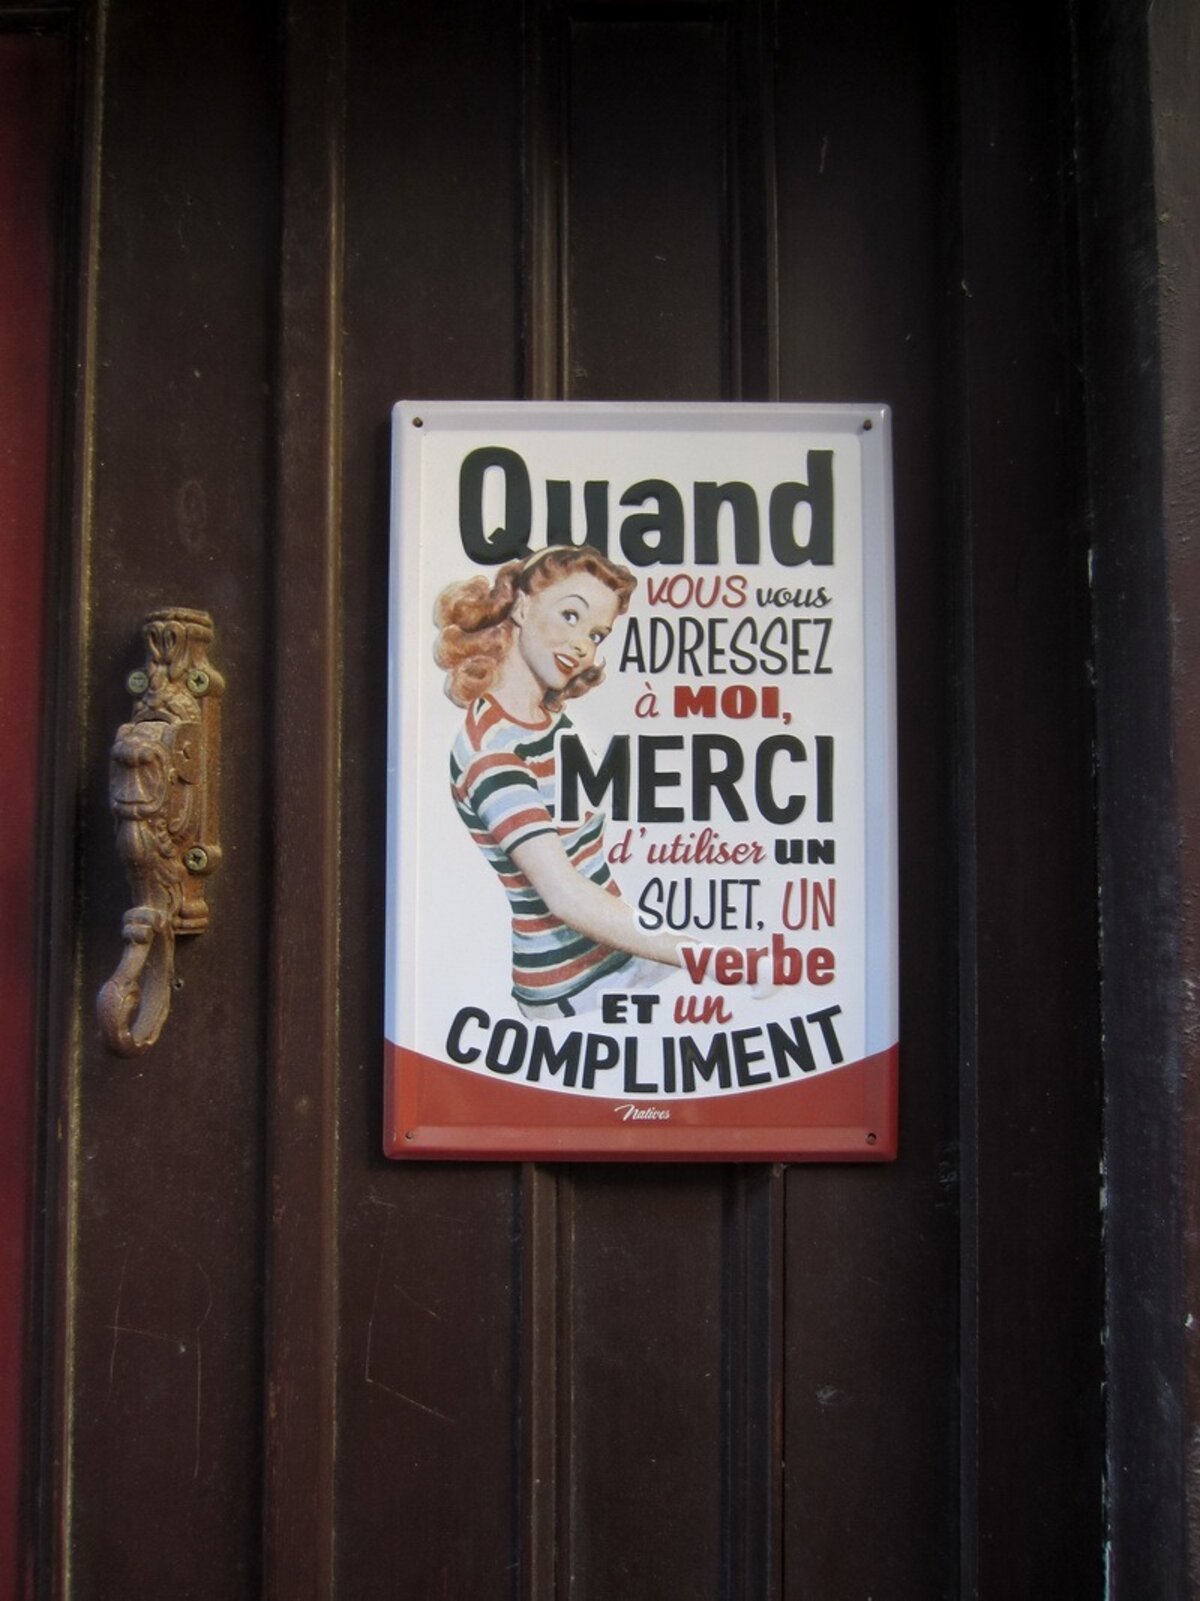 Quand
VOUS vous
ADRESSEZ
à MOI,
MERCI
d'utiliser UN
SUJET, UN
verbe
ET un
COMPLIMENT
Natives